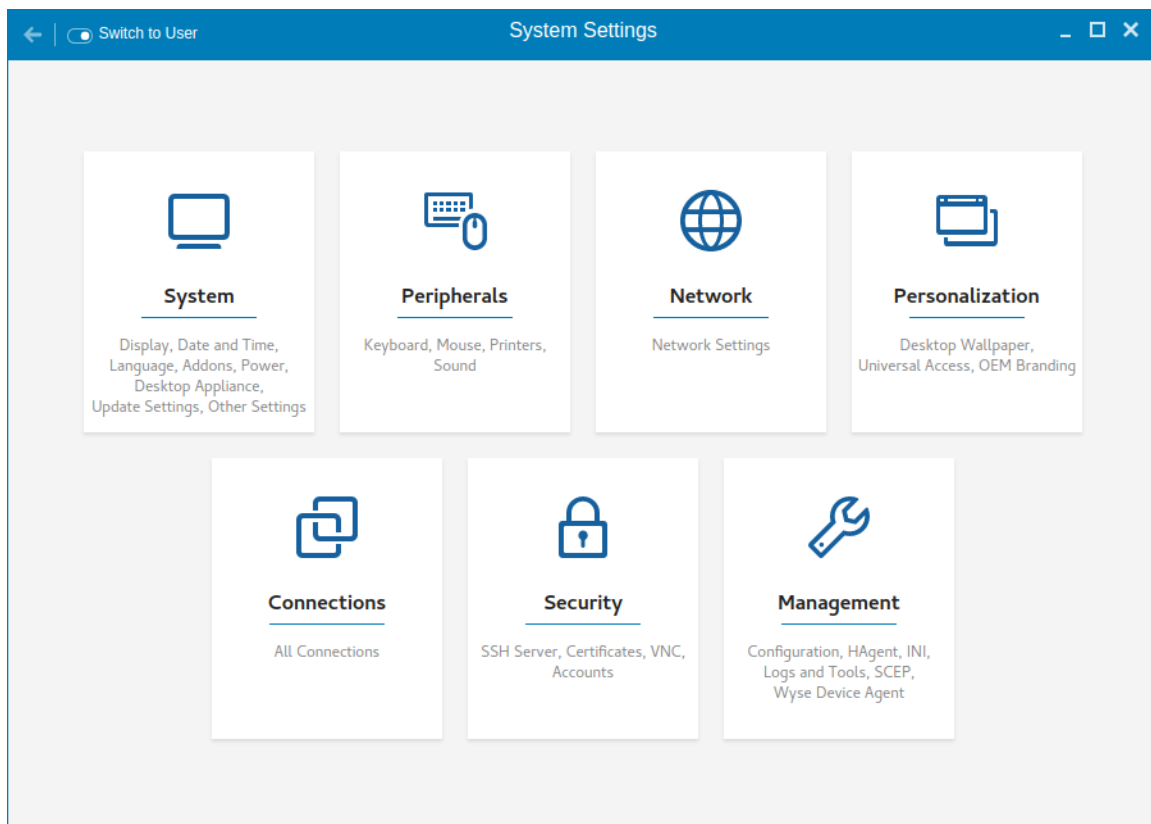 Switch to User
System Settings
System
Display, Date and Time,
Language, Addons, Power,
Desktop Appliance,
Update Settings, Other Settings
Peripherals
Keyboard, Mouse, Printers,
Sound
Network
Network Settings
Personalization
Desktop Wallpaper,
Universal Access, OEM Branding
Connections
All Connections
Security
SSH Server, Certificates, VNC,
Accounts
Management
Configuration, HAgent, INI,
Logs and Tools, SCEP,
Wyse Device Agent